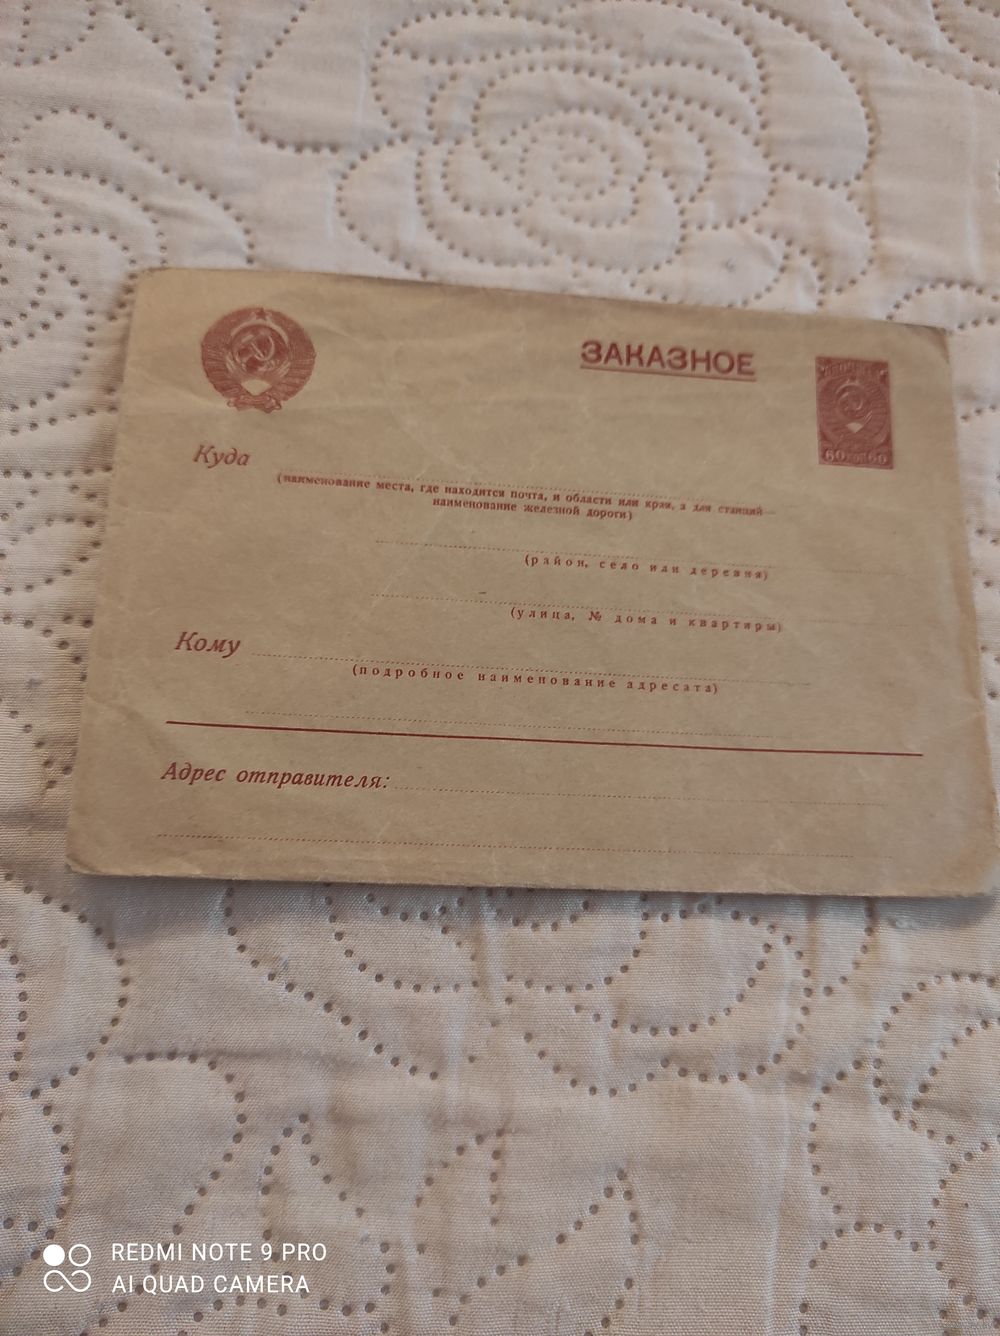 ЗАКАЗНОЕ
60 КОП 60
Куда
(наименование места, где находится почта, и области или края, а для станций—
наименование железной дороги)
(район, село или деревня)
(улица, № дома и квартиры)
Кому
(подробное наименование адресата)
Адрес отправителя:
REDMI NOTE 9 PRO
AI QUAD CAMERA